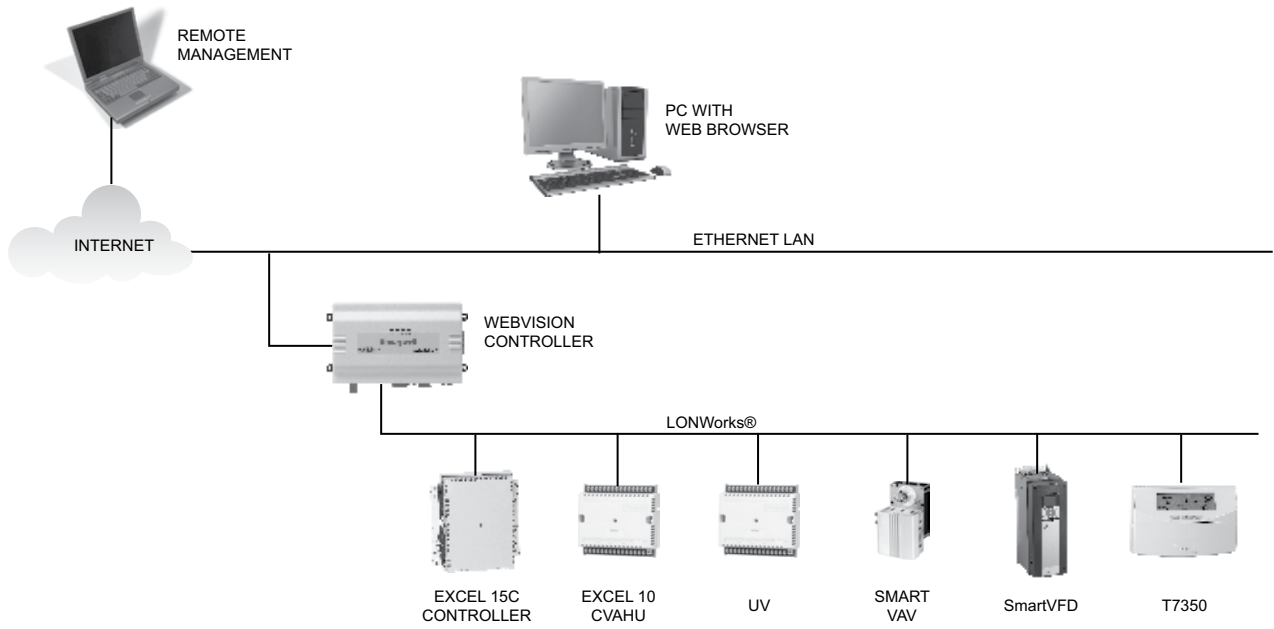 REMOTE
MANAGEMENT
PC WITH
WEB BROWSER
INTERNET
ETHERNET LAN
WEBVISION
CONTROLLER
LONWorks®
EXCEL 15C
CONTROLLER
EXCEL 10
CVAHU
UV
SMART
VAV
SmartVFD
T7350